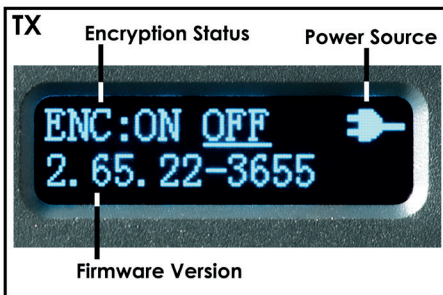 TX
Encryption Status
Power Source
ENC:ON OFF
2.65.22-3655
Firmware Version